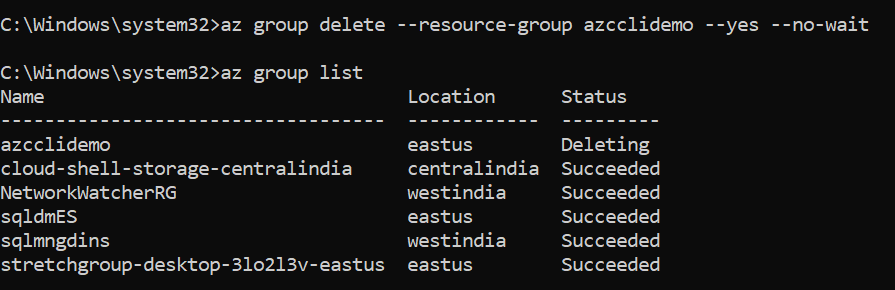 C:\Windows\system32>az group delete --resource-group azcclidemo --yes --no-wait
C:\Windows\system32>az group list
Name                               Location      Status
---------------------------------  ------------  ---------
azcclidemo                         eastus        Deleting
cloud-shell-storage-centralindia   centralindia  Succeeded
NetworkWatcherRG                   westindia     Succeeded
sqldmES                            eastus        Succeeded
sqlmngdins                         westindia     Succeeded
stretchgroup-desktop-3lo2l3v-eastus  eastus      Succeeded